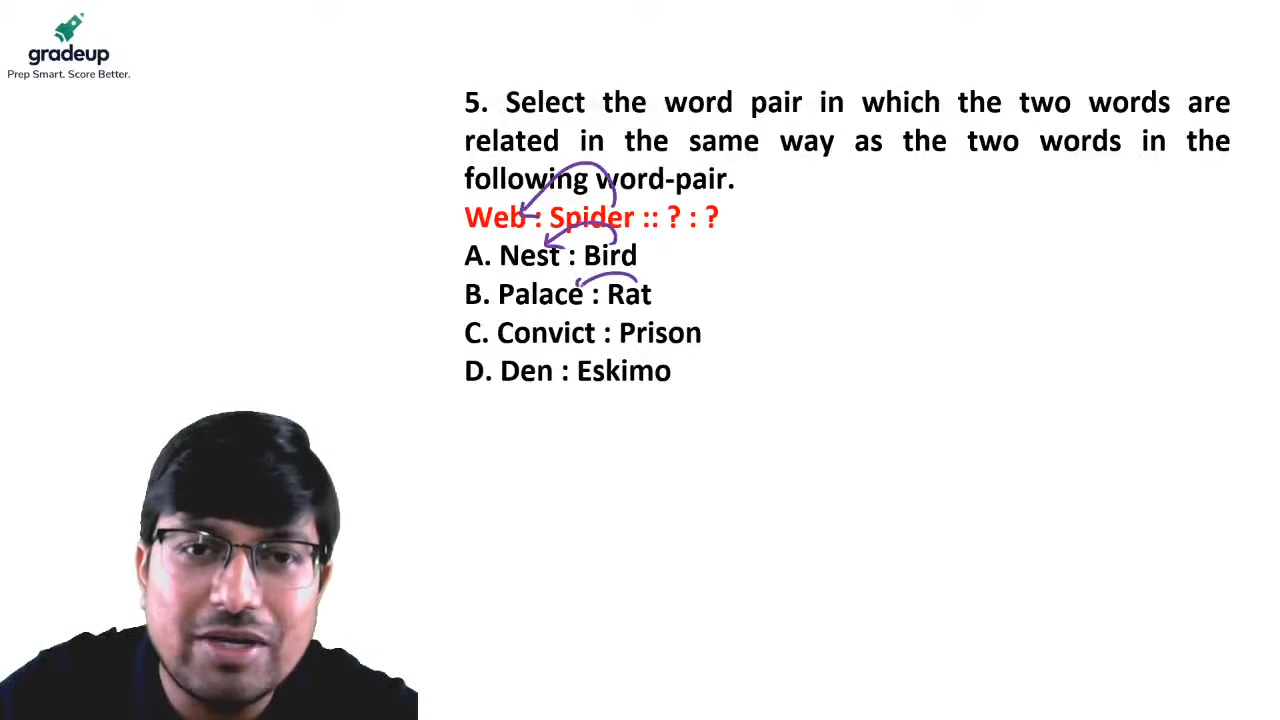 gradeup
Prep Smart. Score Better.
5. Select the word pair in which the two words are
related in the same way as the two words in the
following word-pair.
Web : Spider :: ? : ?
A. Nest : Bird
B. Palace : Rat
C. Convict : Prison
D. Den : Eskimo